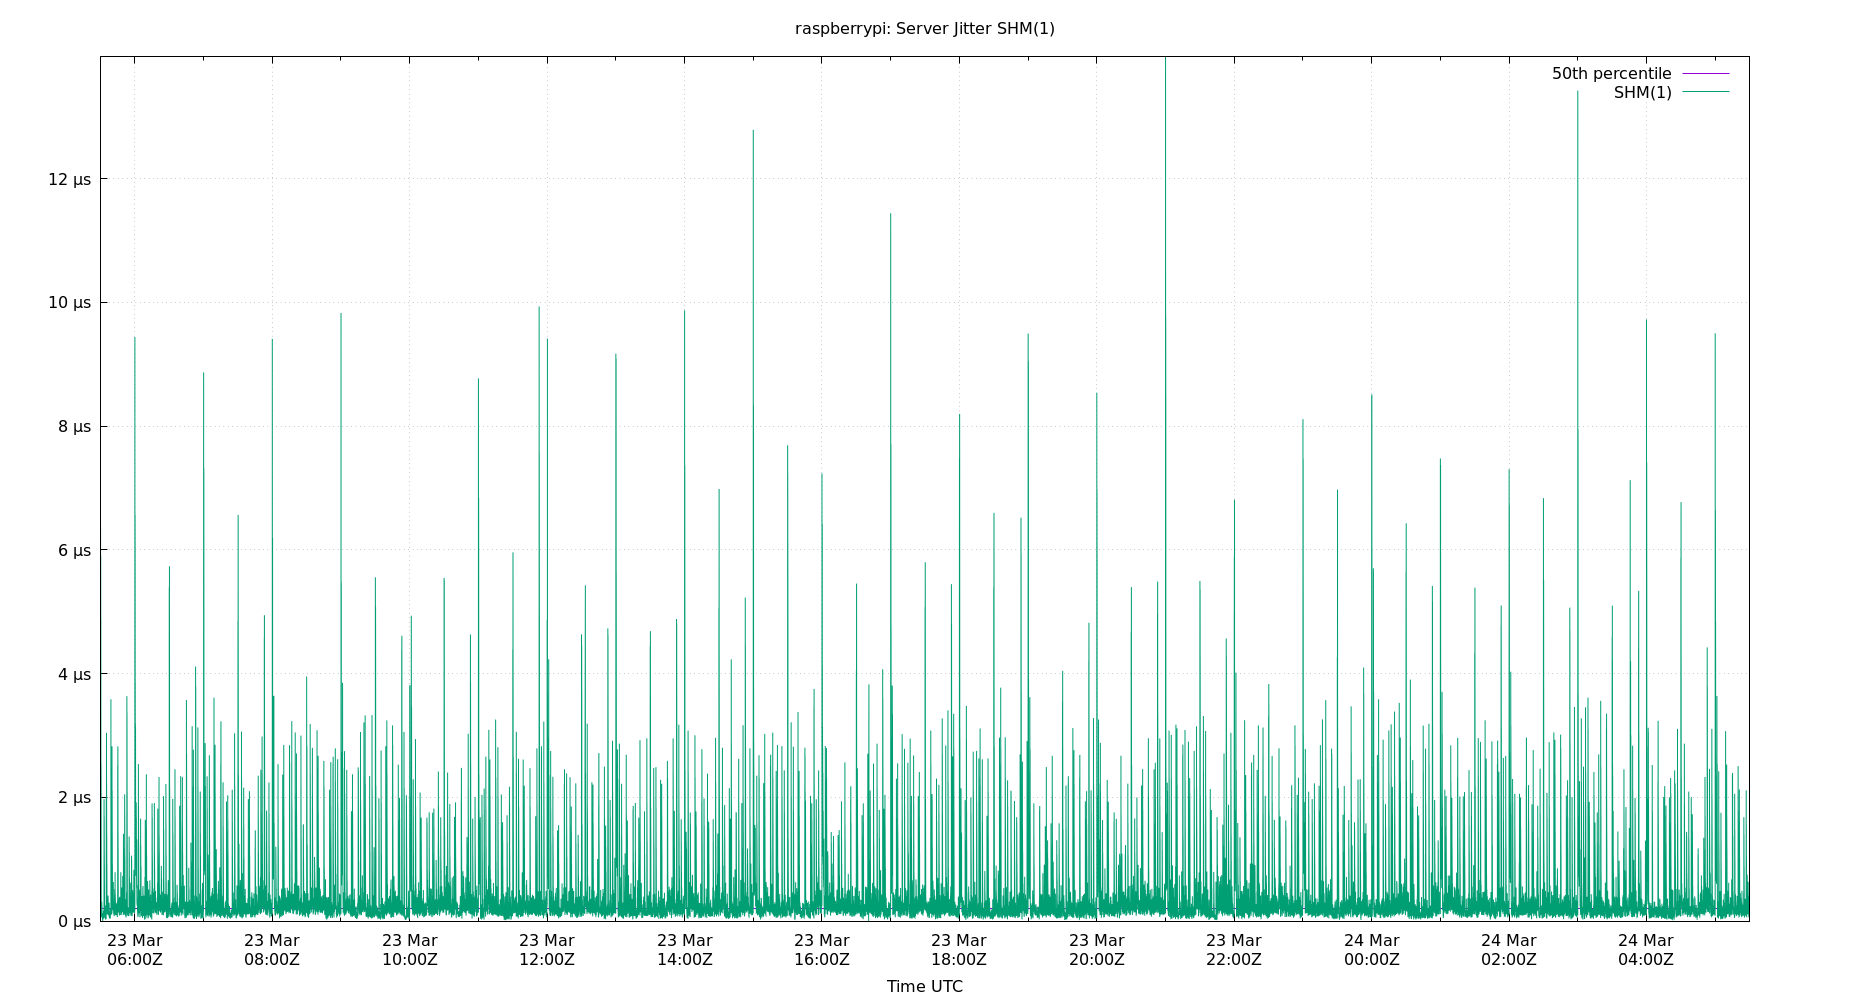 raspberrypi: Server Jitter SHM(1)
50th percentile
SHM(1)
12 µs
10 µs
8 µs
6 µs
4 µs
2 µs
0 µs
23 Mar 23 Mar 23 Mar 23 Mar 23 Mar 23 Mar 23 Mar 23 Mar 23 Mar 24 Mar 24 Mar 24 Mar
06:00Z 08:00Z 10:00Z 12:00Z 14:00Z 16:00Z 18:00Z 20:00Z 22:00Z 00:00Z 02:00Z 04:00Z
Time UTC